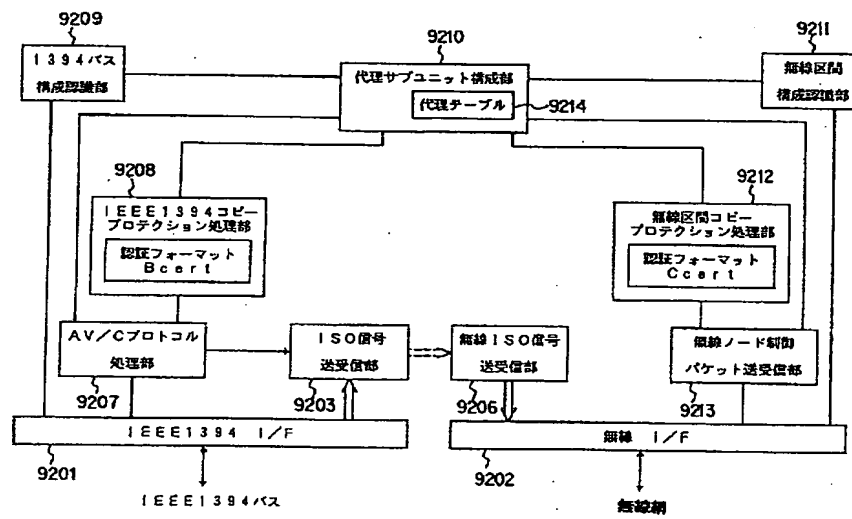 9209
1394バス
構成認識部
9210
代理サブユニット構成部
代理テーブル
9214
9211
無線区間
構成認識部
9208
IEEE1394コピー
プロテクション処理部
認証フォーマット
Bcert
9212
無線区間コピー
プロテクション処理部
認証フォーマット
Ccert
AV/Cプロトコル
処理部
9207
ISO信号
送受信部
9203
無線ISO信号
送受信部
9206
無線ノード制御
パケット送受信部
9213
IEEE1394 I/F
9201
IEEE1394バス
無線 I/F
9202
無線網